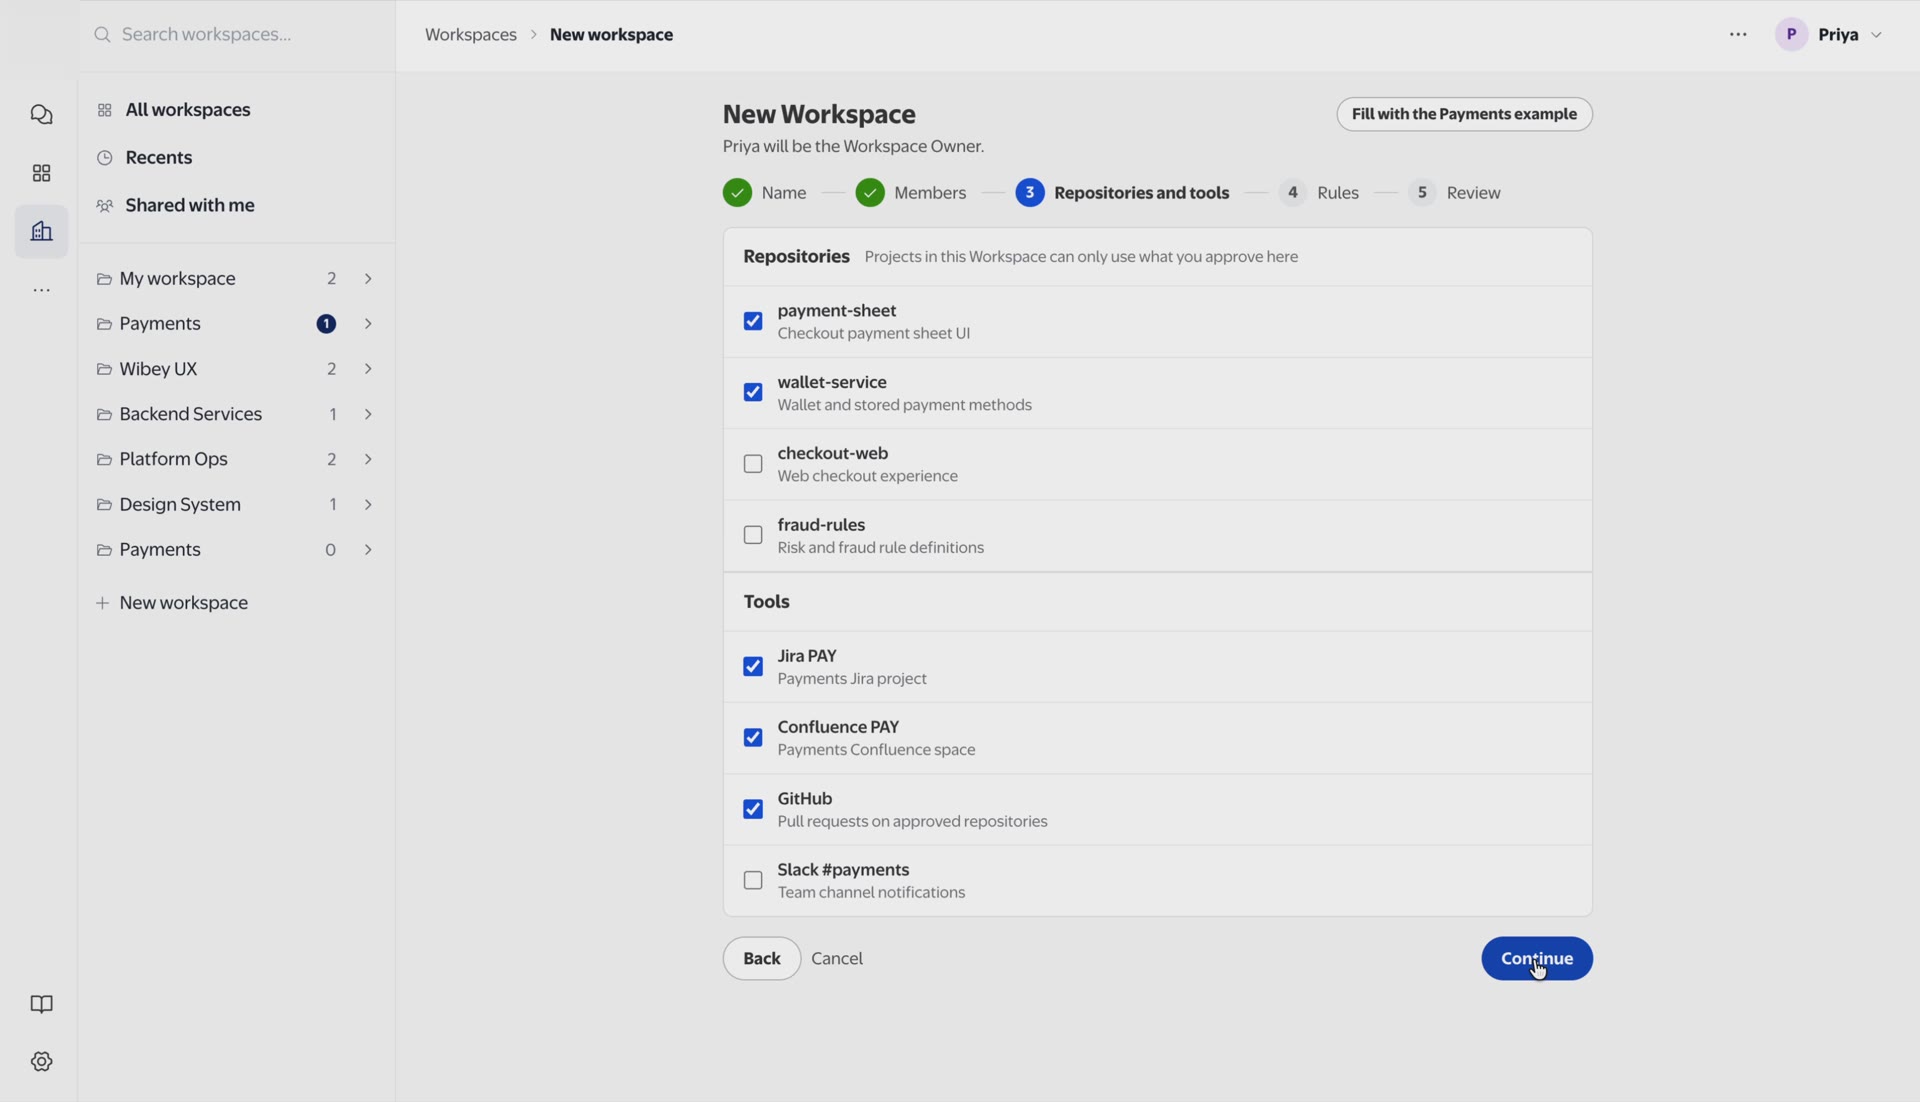 Search workspaces...
Workspaces > New workspace
P Priya
All workspaces
Recents
Shared with me
My workspace 2
Payments 1
Wibey UX 2
Backend Services 1
Platform Ops 2
Design System 1
Payments 0
+ New workspace
New Workspace
Fill with the Payments example
Priya will be the Workspace Owner.
Name Members 3 Repositories and tools 4 Rules 5 Review
Repositories Projects in this Workspace can only use what you approve here
payment-sheet
Checkout payment sheet UI
wallet-service
Wallet and stored payment methods
checkout-web
Web checkout experience
fraud-rules
Risk and fraud rule definitions
Tools
Jira PAY
Payments Jira project
Confluence PAY
Payments Confluence space
GitHub
Pull requests on approved repositories
Slack #payments
Team channel notifications
Back Cancel Continue